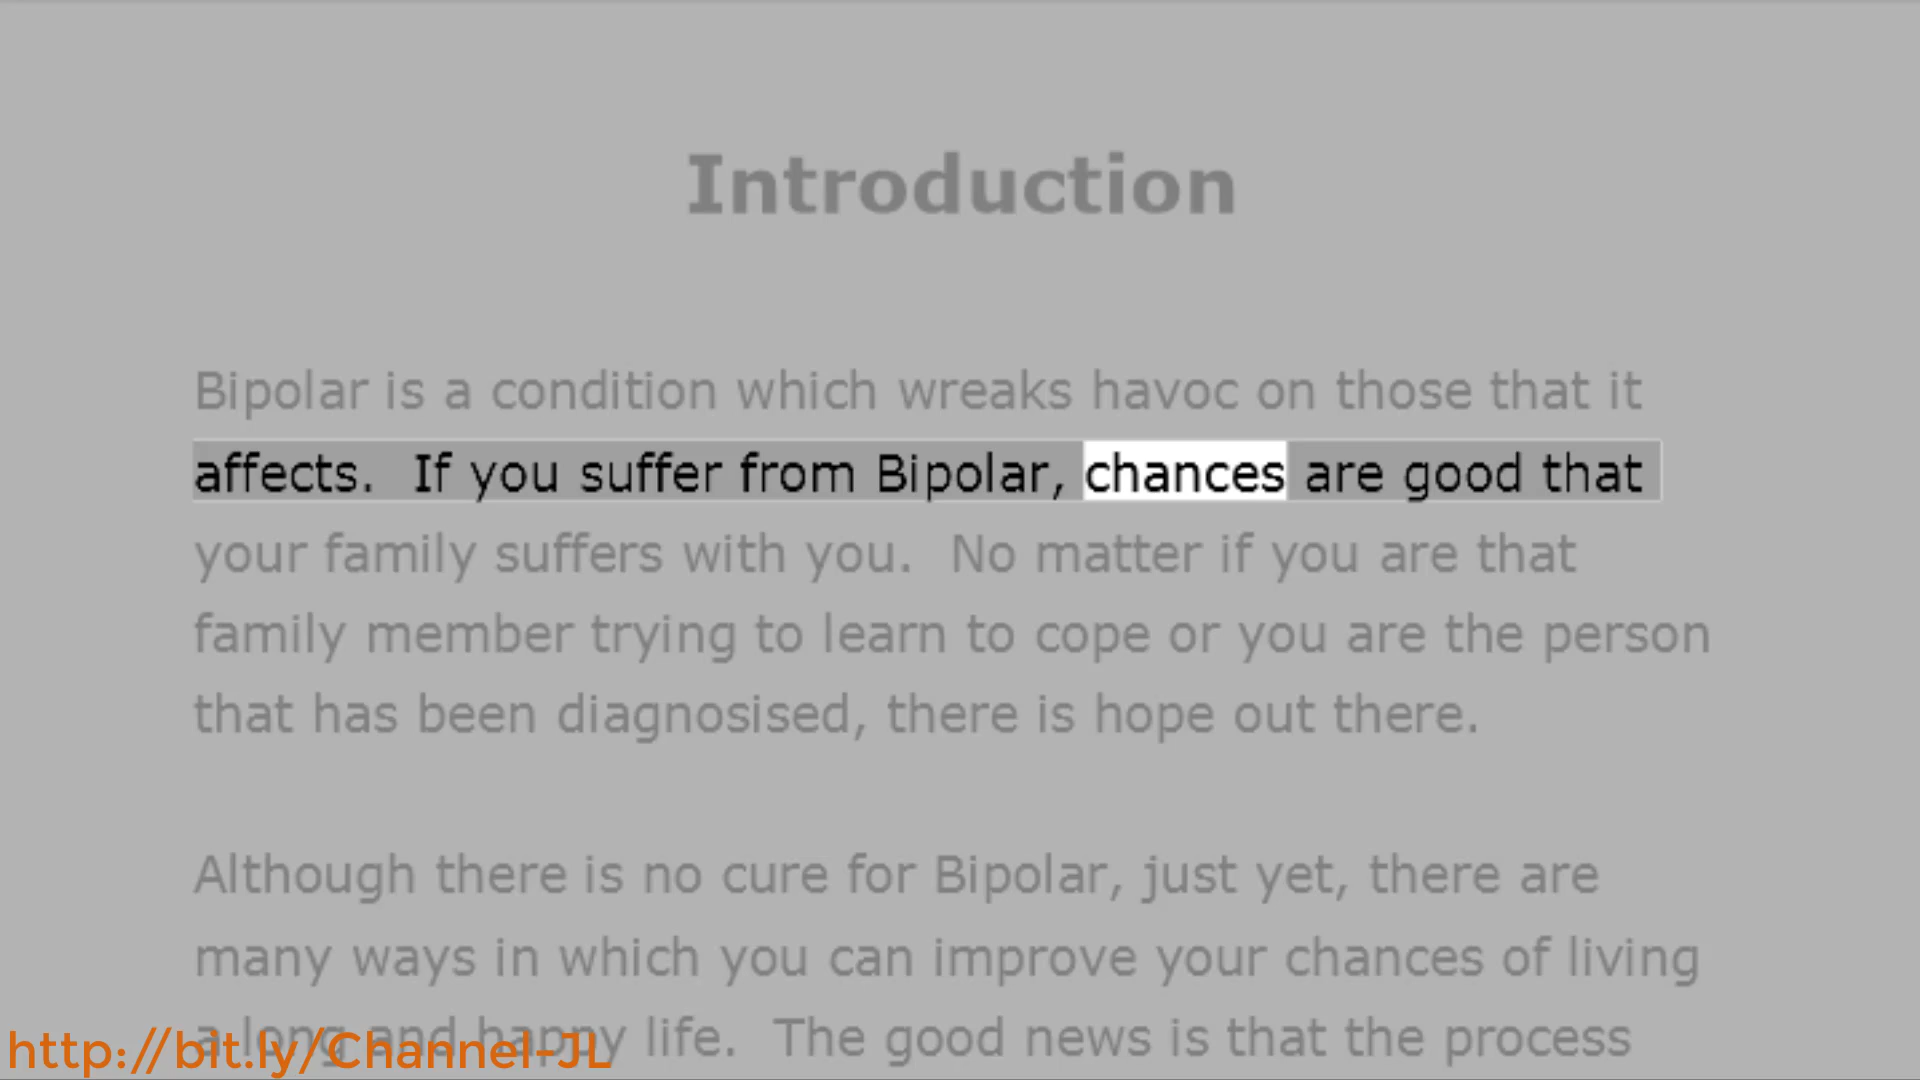 Introduction
Bipolar is a condition which wreaks havoc on those that it
affects.  If you suffer from Bipolar, chances are good that
your family suffers with you.  No matter if you are that
family member trying to learn to cope or you are the person
that has been diagnosised, there is hope out there.
Although there is no cure for Bipolar, just yet, there are
many ways in which you can improve your chances of living
a long and happy life.  The good news is that the process
http://bit.ly/Channel-JL